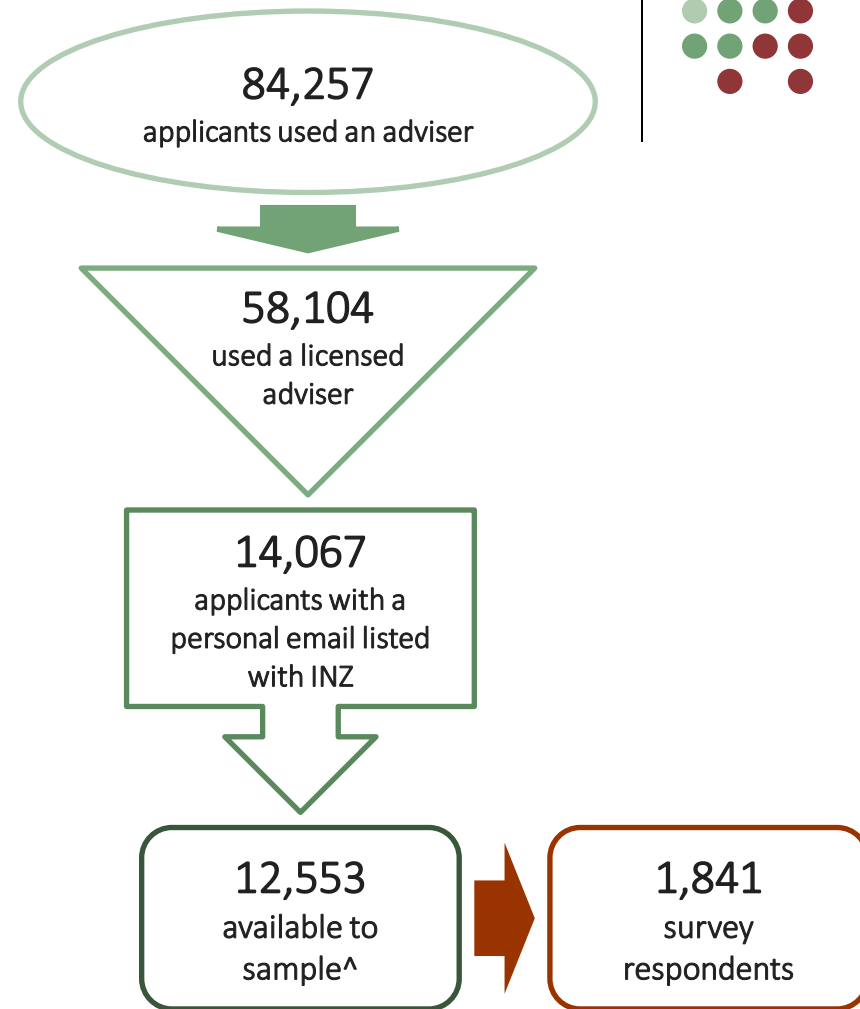 84,257
applicants used an adviser
58,104
used a licensed
adviser
14,067
applicants with a
personal email listed
with INZ
12,553
available to
sample^
1,841
survey
respondents